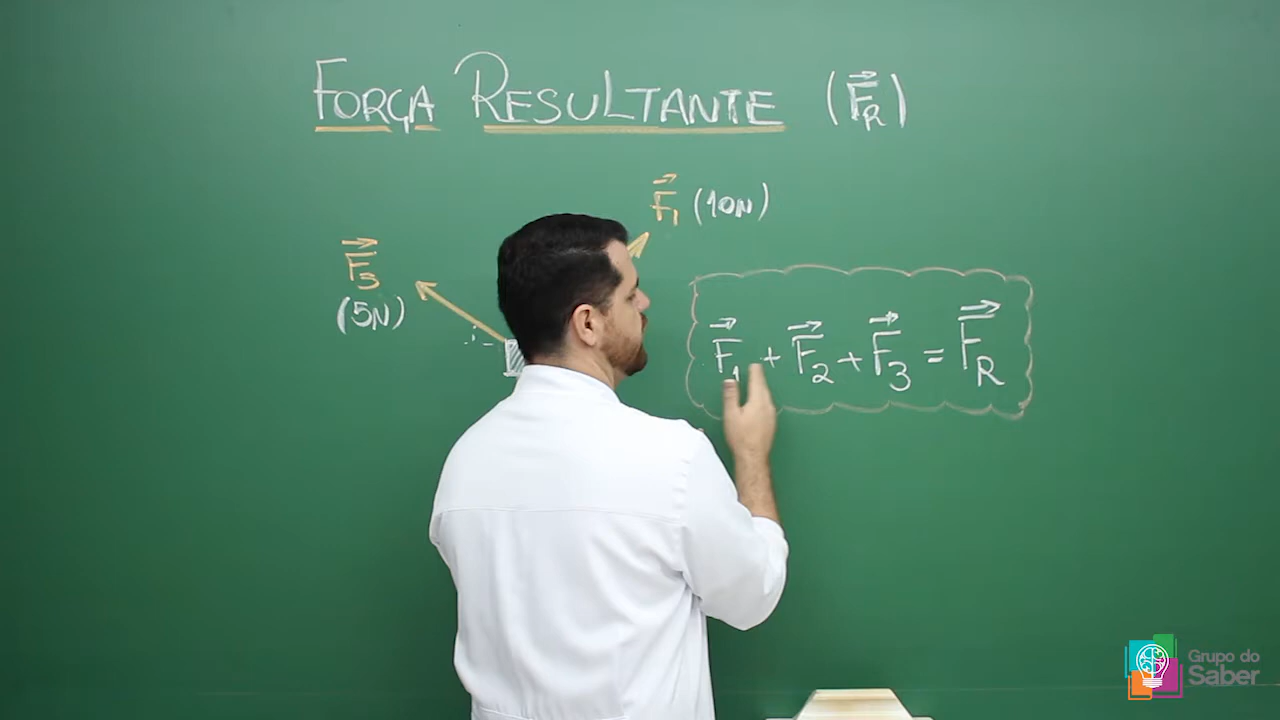 FORÇA RESULTANTE (F⃗R)
F⃗1 (10N)
F⃗3
(5N)
F⃗1 + F⃗2 + F⃗3 = F⃗R
Grupo do
Saber